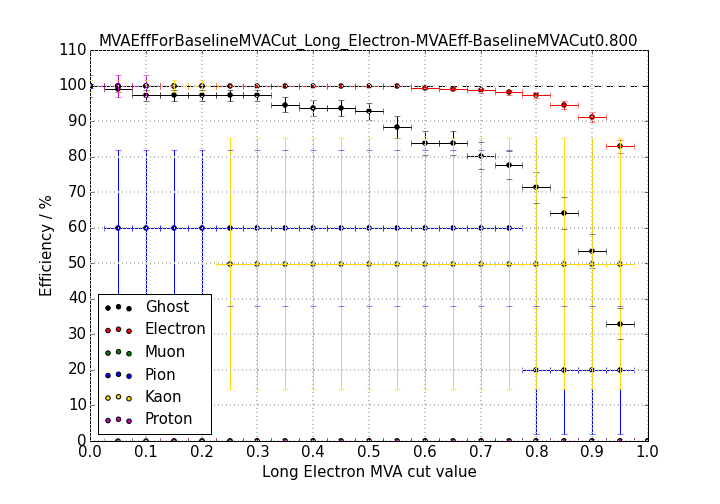 MVAEffForBaselineMVACut_Long_Electron-MVAEff-BaselineMVACut0.800
110
100
90
80
70
60
50
40
30
20
10
0
Efficiency / %
Ghost
Electron
Muon
Pion
Kaon
Proton
0.0 0.1 0.2 0.3 0.4 0.5 0.6 0.7 0.8 0.9 1.0
Long Electron MVA cut value